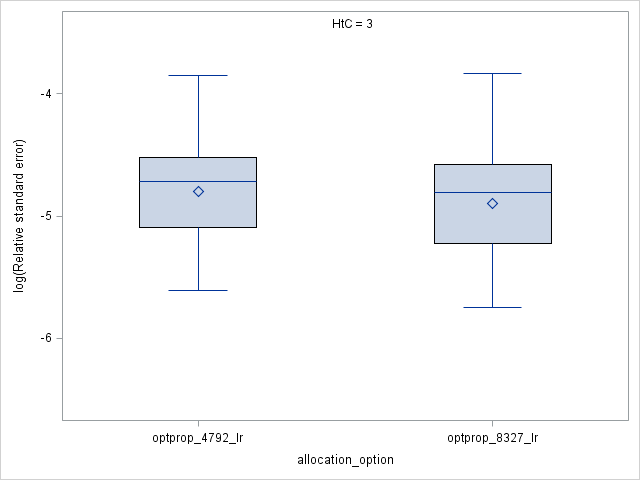 HtC = 3
-4
-5
-6
log(Relative standard error)
optprop_4792_lr
optprop_8327_lr
allocation_option